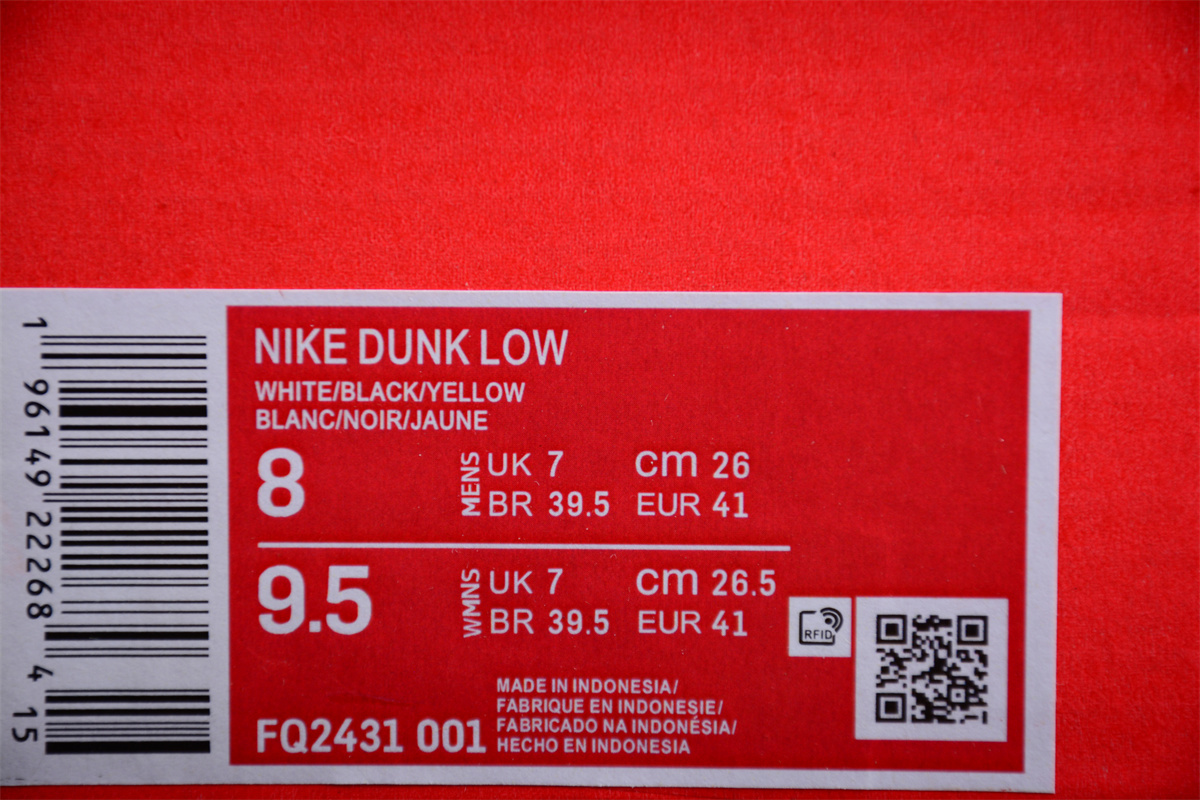 1 96149 22268 4 15
NIKE DUNK LOW
WHITE/BLACK/YELLOW
BLANC/NOIR/JAUNE
8
MENS
UK 7 cm 26
BR 39.5 EUR 41
9.5
WMNS
UK 7 cm 26.5
BR 39.5 EUR 41
RFID
MADE IN INDONESIA/
FABRIQUE EN INDONESIE/
FABRICADO NA INDONÉSIA/
HECHO EN INDONESIA
FQ2431 001